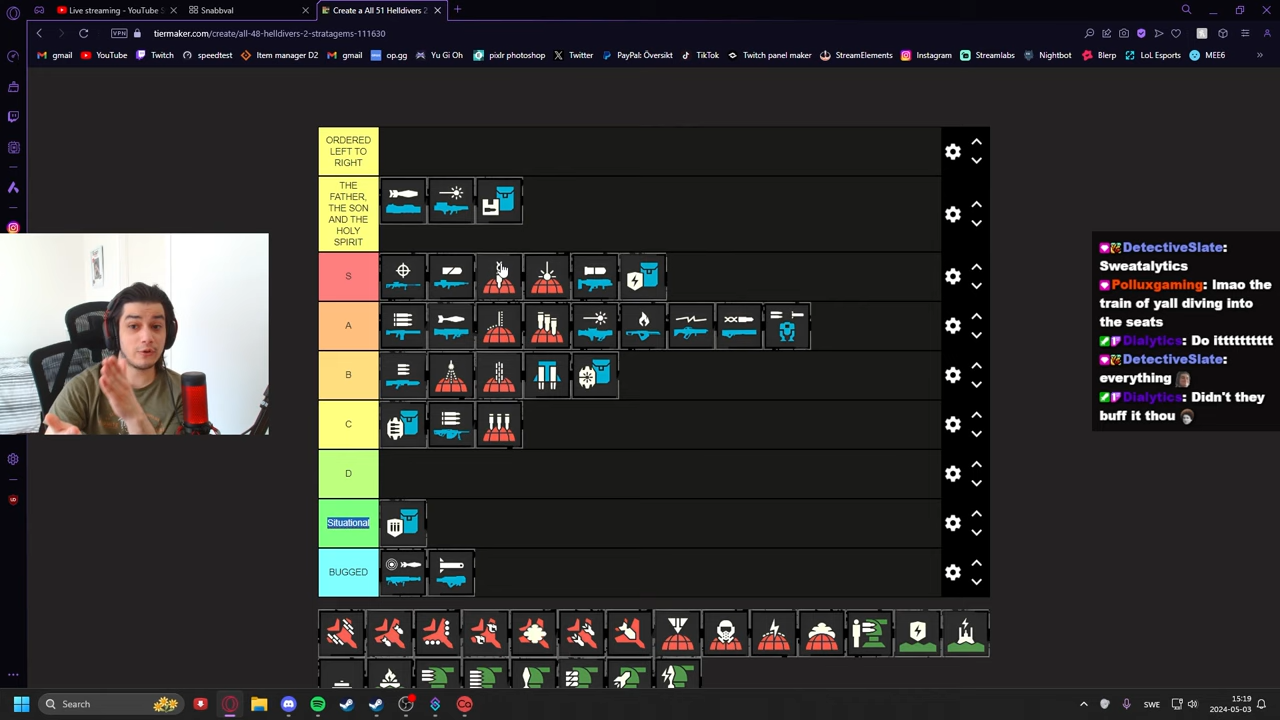 Live streaming - YouTube S
Snabbval
Create a All 51 Helldivers 2
VPN
tiermaker.com/create/all-48-helldivers-2-stratagems-111630
gmail
YouTube
Twitch
speedtest
Item manager D2
gmail
op.gg
Yu Gi Oh
pixlr photoshop
Twitter
PayPal: Översikt
TikTok
Twitch panel maker
StreamElements
Instagram
Streamlabs
Nightbot
Blerp
LoL Esports
MEE6
ORDERED
LEFT TO
RIGHT
THE
FATHER,
THE SON
AND THE
HOLY
SPIRIT
S
A
B
C
D
Situational
BUGGED
DetectiveSlate:
Sweatalytics
Polluxgaming: lmao the
train of yall diving into
the seats
Dialytics: Do itttttttttt
DetectiveSlate:
everything
Dialytics: Didn't they
buff it thou
Search
SWE
15:19
2024-05-03